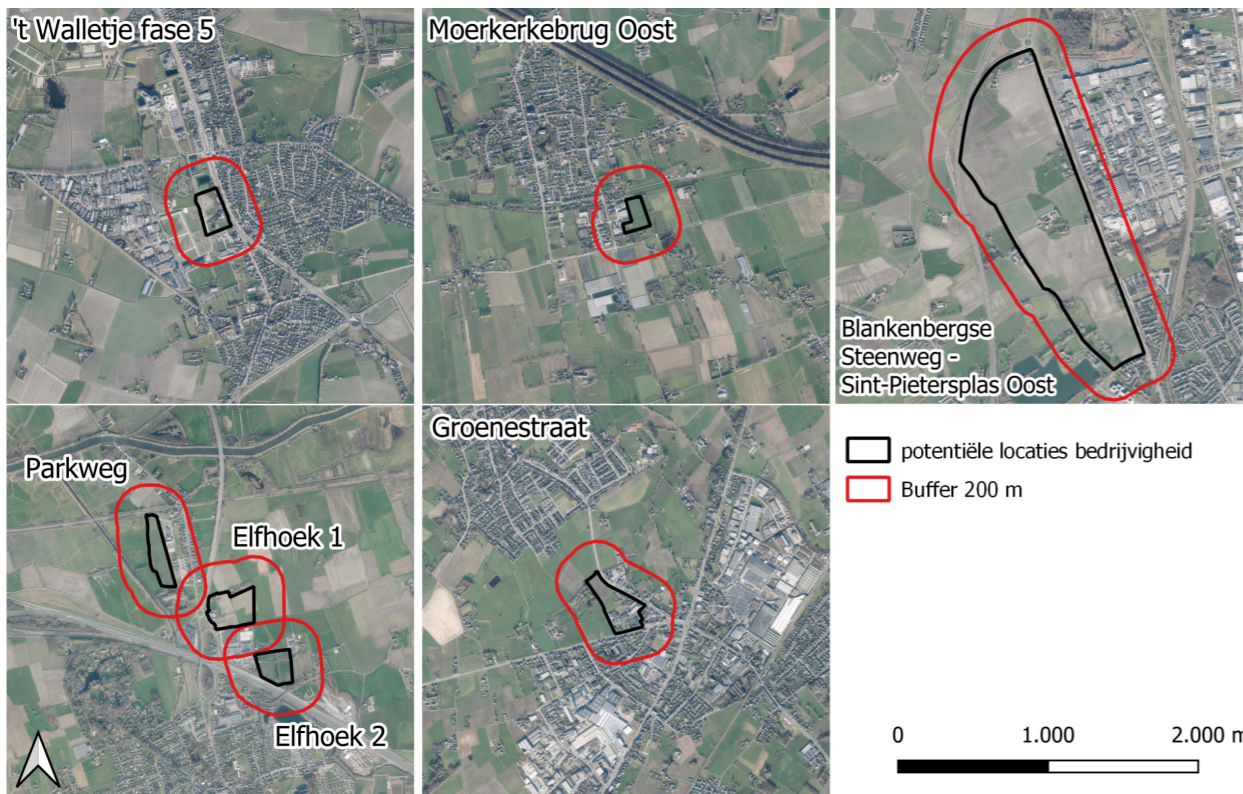 't Walletje fase 5
Moerkerkebrug Oost
Blankenbergse
Steenweg -
Sint-Pietersplas Oost
Parkweg
Elfhoek 1
Elfhoek 2
Groenestraat
potentiële locaties bedrijvigheid
Buffer 200 m
0 1.000 2.000 m